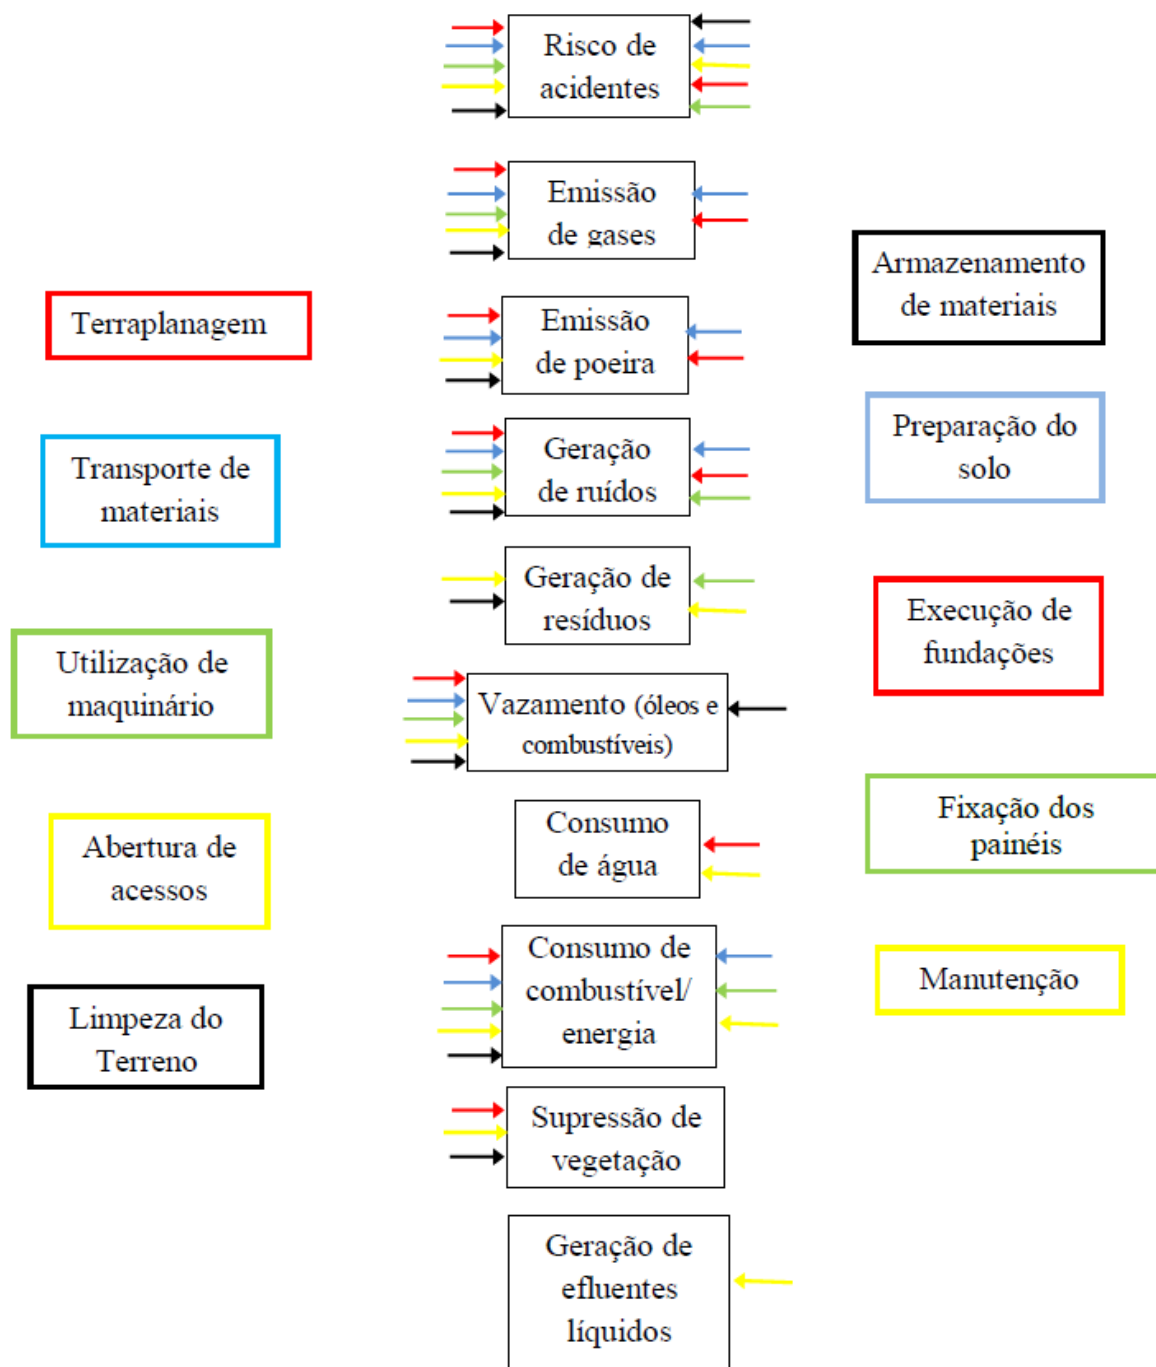 Terraplanagem
Transporte de
materiais
Utilização de
maquinário
Abertura de
acessos
Limpeza do
Terreno
Risco de
acidentes
Emissão
de gases
Emissão
de poeira
Geração
de ruídos
Geração de
resíduos
Vazamento (óleos e
combustíveis)
Consumo
de água
Consumo de
combustível/
energia
Supressão de
vegetação
Geração de
efluentes
líquidos
Armazenamento
de materiais
Preparação do
solo
Execução de
fundações
Fixação dos
painéis
Manutenção